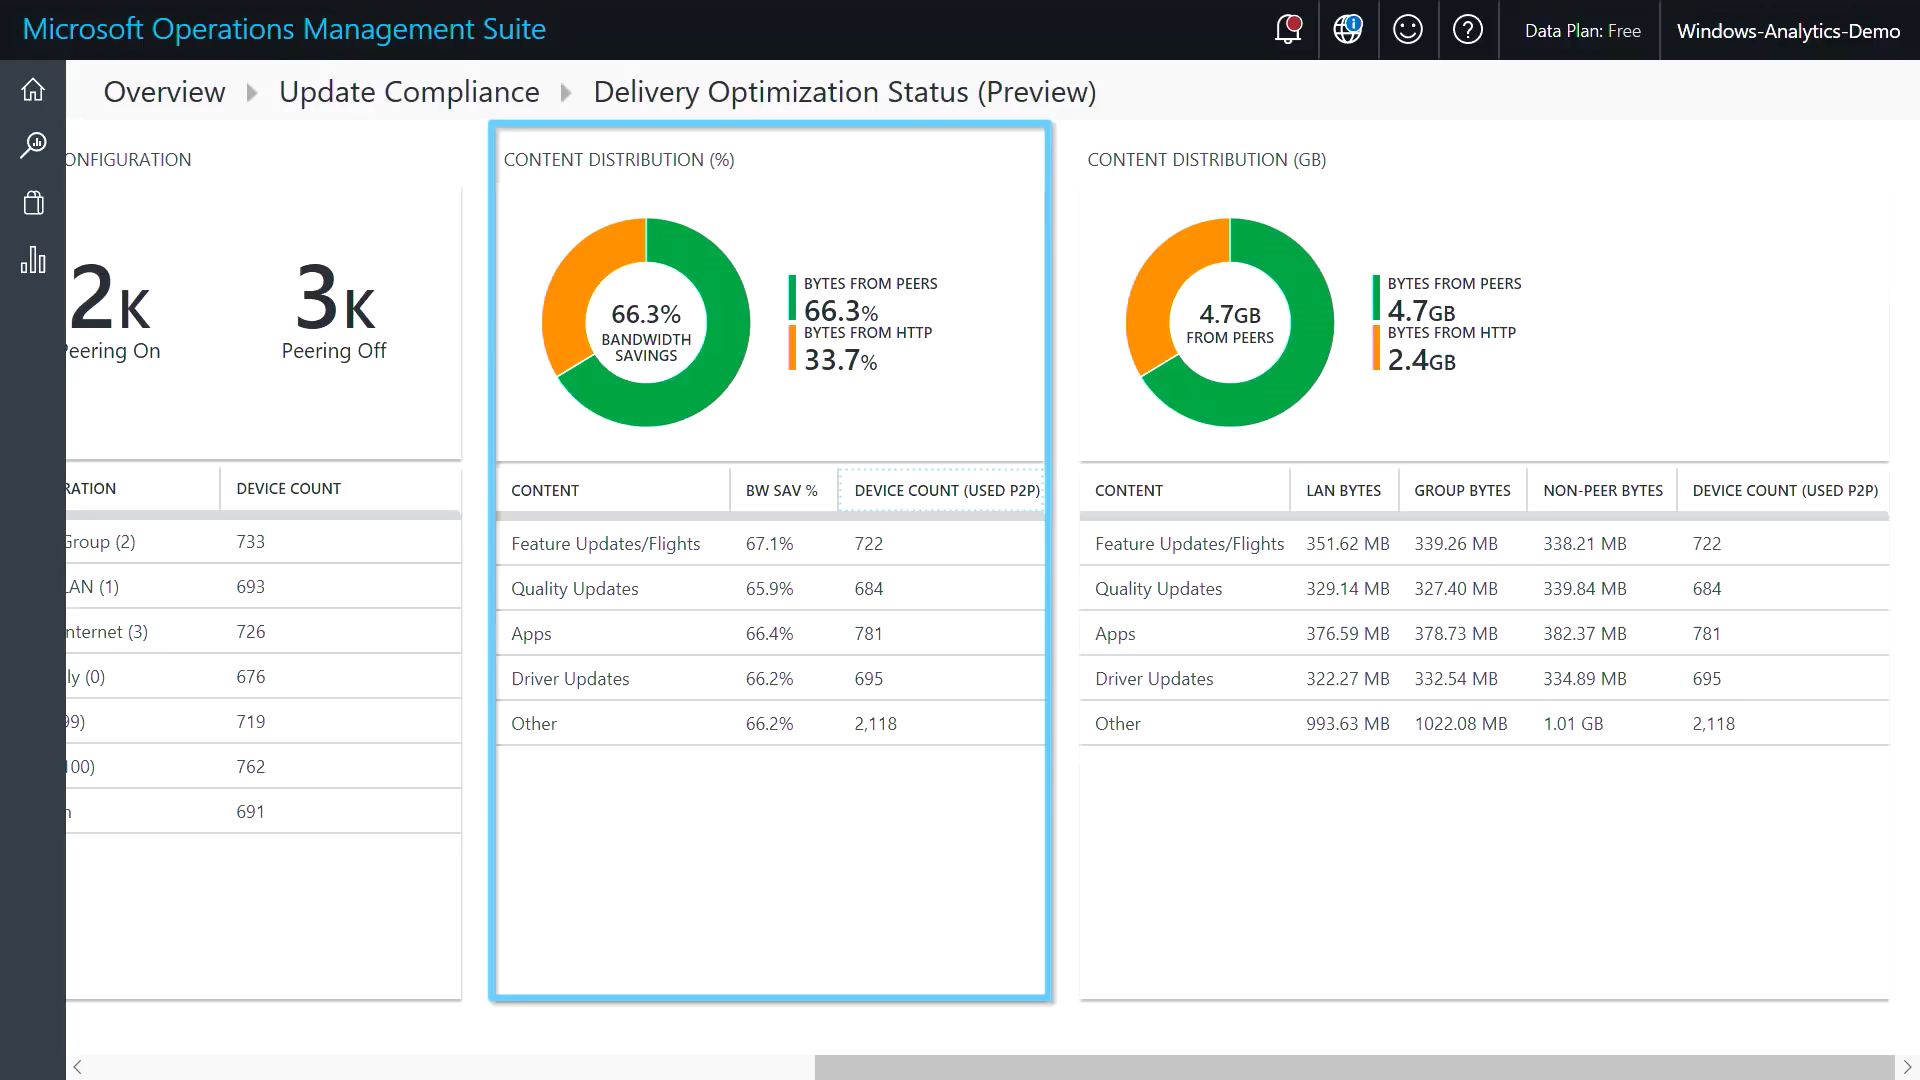 Microsoft Operations Management Suite
Data Plan: Free
Windows-Analytics-Demo
Overview
Update Compliance
Delivery Optimization Status (Preview)
ONFIGURATION
2K
Peering On
3K
Peering Off
RATION DEVICE COUNT
Group (2) 733
LAN (1) 693
nternet (3) 726
ly (0) 676
99) 719
100) 762
n 691
CONTENT DISTRIBUTION (%)
66.3%
BANDWIDTH
SAVINGS
BYTES FROM PEERS
66.3%
BYTES FROM HTTP
33.7%
CONTENT BW SAV % DEVICE COUNT (USED P2P)
Feature Updates/Flights 67.1% 722
Quality Updates 65.9% 684
Apps 66.4% 781
Driver Updates 66.2% 695
Other 66.2% 2,118
CONTENT DISTRIBUTION (GB)
4.7GB
FROM PEERS
BYTES FROM PEERS
4.7GB
BYTES FROM HTTP
2.4GB
CONTENT LAN BYTES GROUP BYTES NON-PEER BYTES DEVICE COUNT (USED P2P)
Feature Updates/Flights 351.62 MB 339.26 MB 338.21 MB 722
Quality Updates 329.14 MB 327.40 MB 339.84 MB 684
Apps 376.59 MB 378.73 MB 382.37 MB 781
Driver Updates 322.27 MB 332.54 MB 334.89 MB 695
Other 993.63 MB 1022.08 MB 1.01 GB 2,118